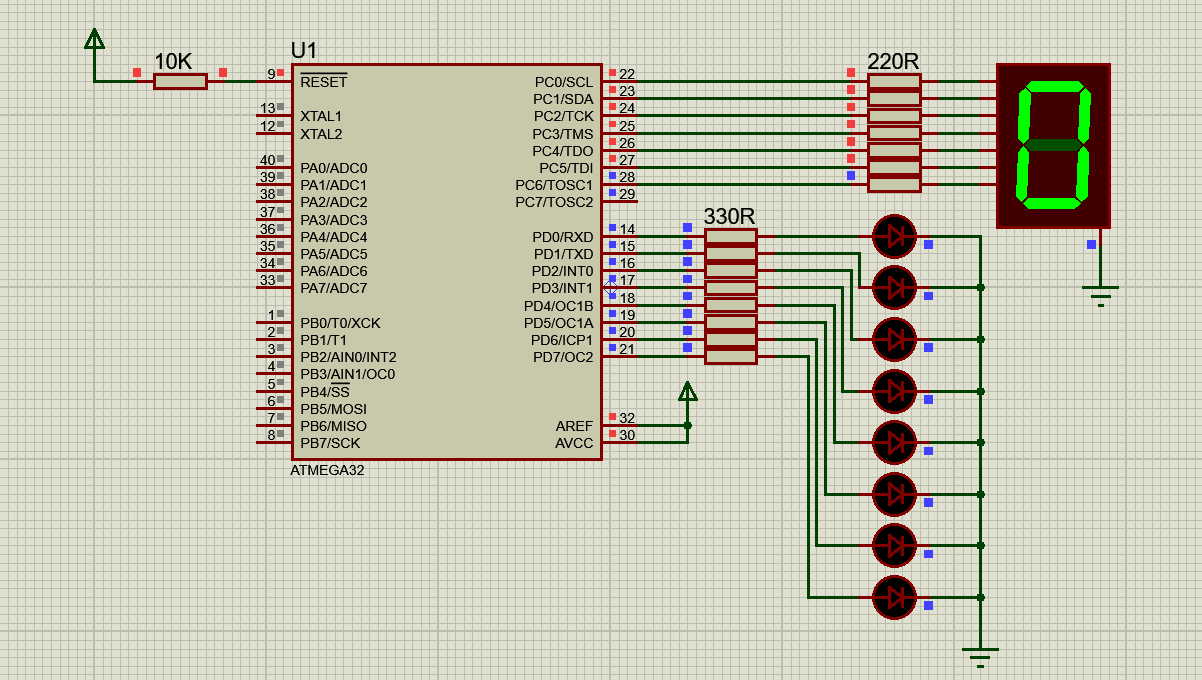 10K
U1
220R
330R
9 RESET
13 XTAL1
12 XTAL2
40 PA0/ADC0
39 PA1/ADC1
38 PA2/ADC2
37 PA3/ADC3
36 PA4/ADC4
35 PA5/ADC5
34 PA6/ADC6
33 PA7/ADC7
1 PB0/T0/XCK
2 PB1/T1
3 PB2/AIN0/INT2
4 PB3/AIN1/OC0
5 PB4/SS
6 PB5/MOSI
7 PB6/MISO
8 PB7/SCK
PC0/SCL 22
PC1/SDA 23
PC2/TCK 24
PC3/TMS 25
PC4/TDO 26
PC5/TDI 27
PC6/TOSC1 28
PC7/TOSC2 29
PD0/RXD 14
PD1/TXD 15
PD2/INT0 16
PD3/INT1 17
PD4/OC1B 18
PD5/OC1A 19
PD6/ICP1 20
PD7/OC2 21
AREF 32
AVCC 30
ATMEGA32
0